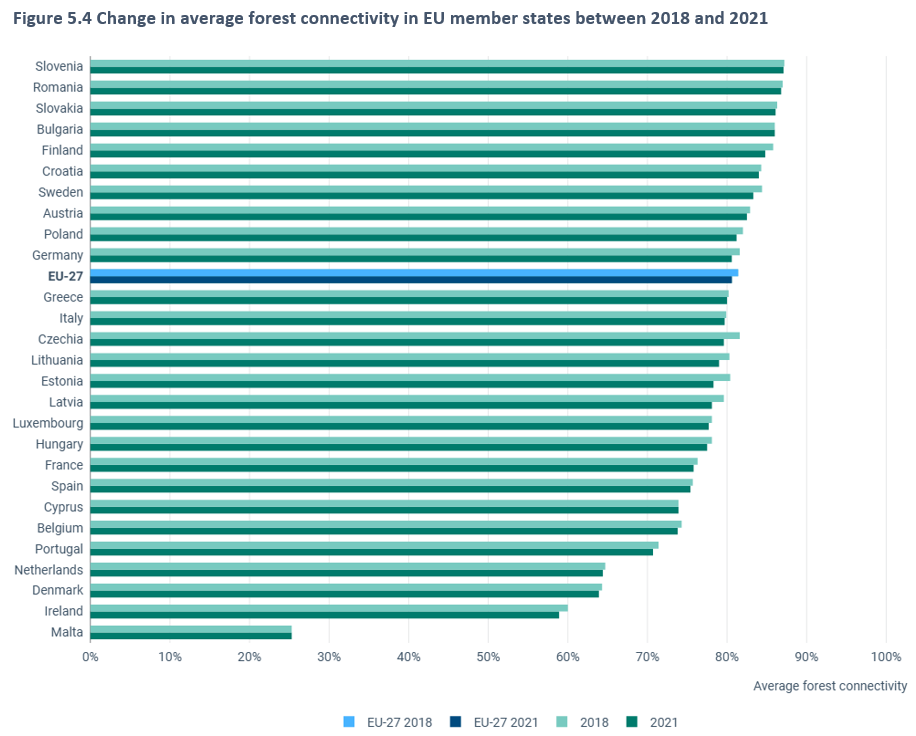 Figure 5.4 Change in average forest connectivity in EU member states between 2018 and 2021
Slovenia
Romania
Slovakia
Bulgaria
Finland
Croatia
Sweden
Austria
Poland
Germany
EU-27
Greece
Italy
Czechia
Lithuania
Estonia
Latvia
Luxembourg
Hungary
France
Spain
Cyprus
Belgium
Portugal
Netherlands
Denmark
Ireland
Malta
0% 10% 20% 30% 40% 50% 60% 70% 80% 90% 100%
Average forest connectivity
EU-27 2018 EU-27 2021 2018 2021